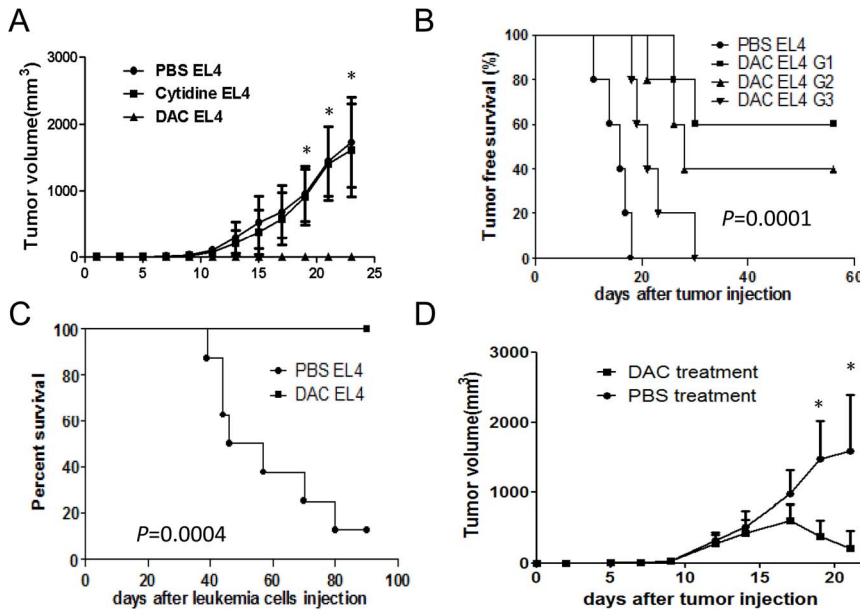 A
Tumor volume(mm3)
3000
2000
1000
0
PBS EL4
Cytidine EL4
DAC EL4
*
*
*
0 5 10 15 20 25
B
Tumor free survival (%)
100
80
60
40
20
0
PBS EL4
DAC EL4 G1
DAC EL4 G2
DAC EL4 G3
P=0.0001
0 20 40 60
days after tumor injection
C
Percent survival
100
80
60
40
20
0
PBS EL4
DAC EL4
P=0.0004
0 20 40 60 80 100
days after leukemia cells injection
D
Tumor volume(mm3)
3000
2000
1000
0
DAC treatment
PBS treatment
*
*
0 5 10 15 20
days after tumor injection